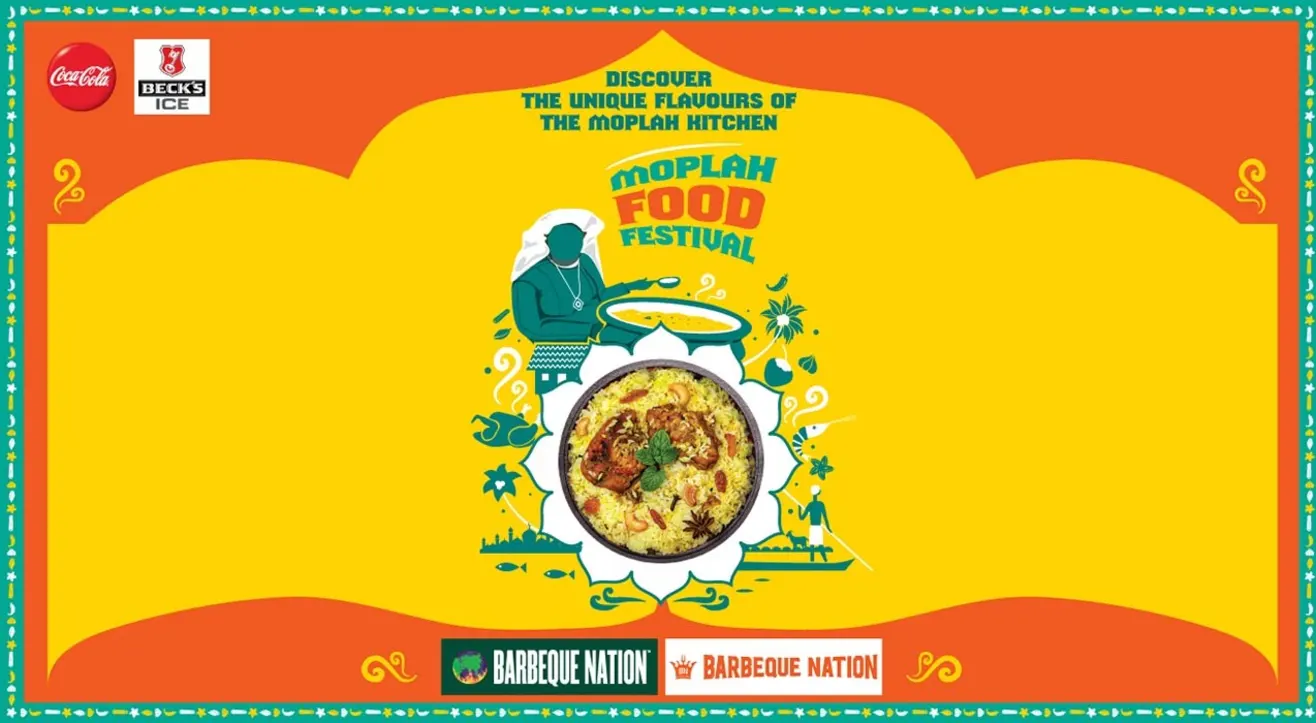 Coca-Cola
BECK'S
ICE
DISCOVER
THE UNIQUE FLAVOURS OF
THE MOPLAH KITCHEN
MOPLAH
FOOD
FESTIVAL
BARBEQUE NATION
BARBEQUE NATION